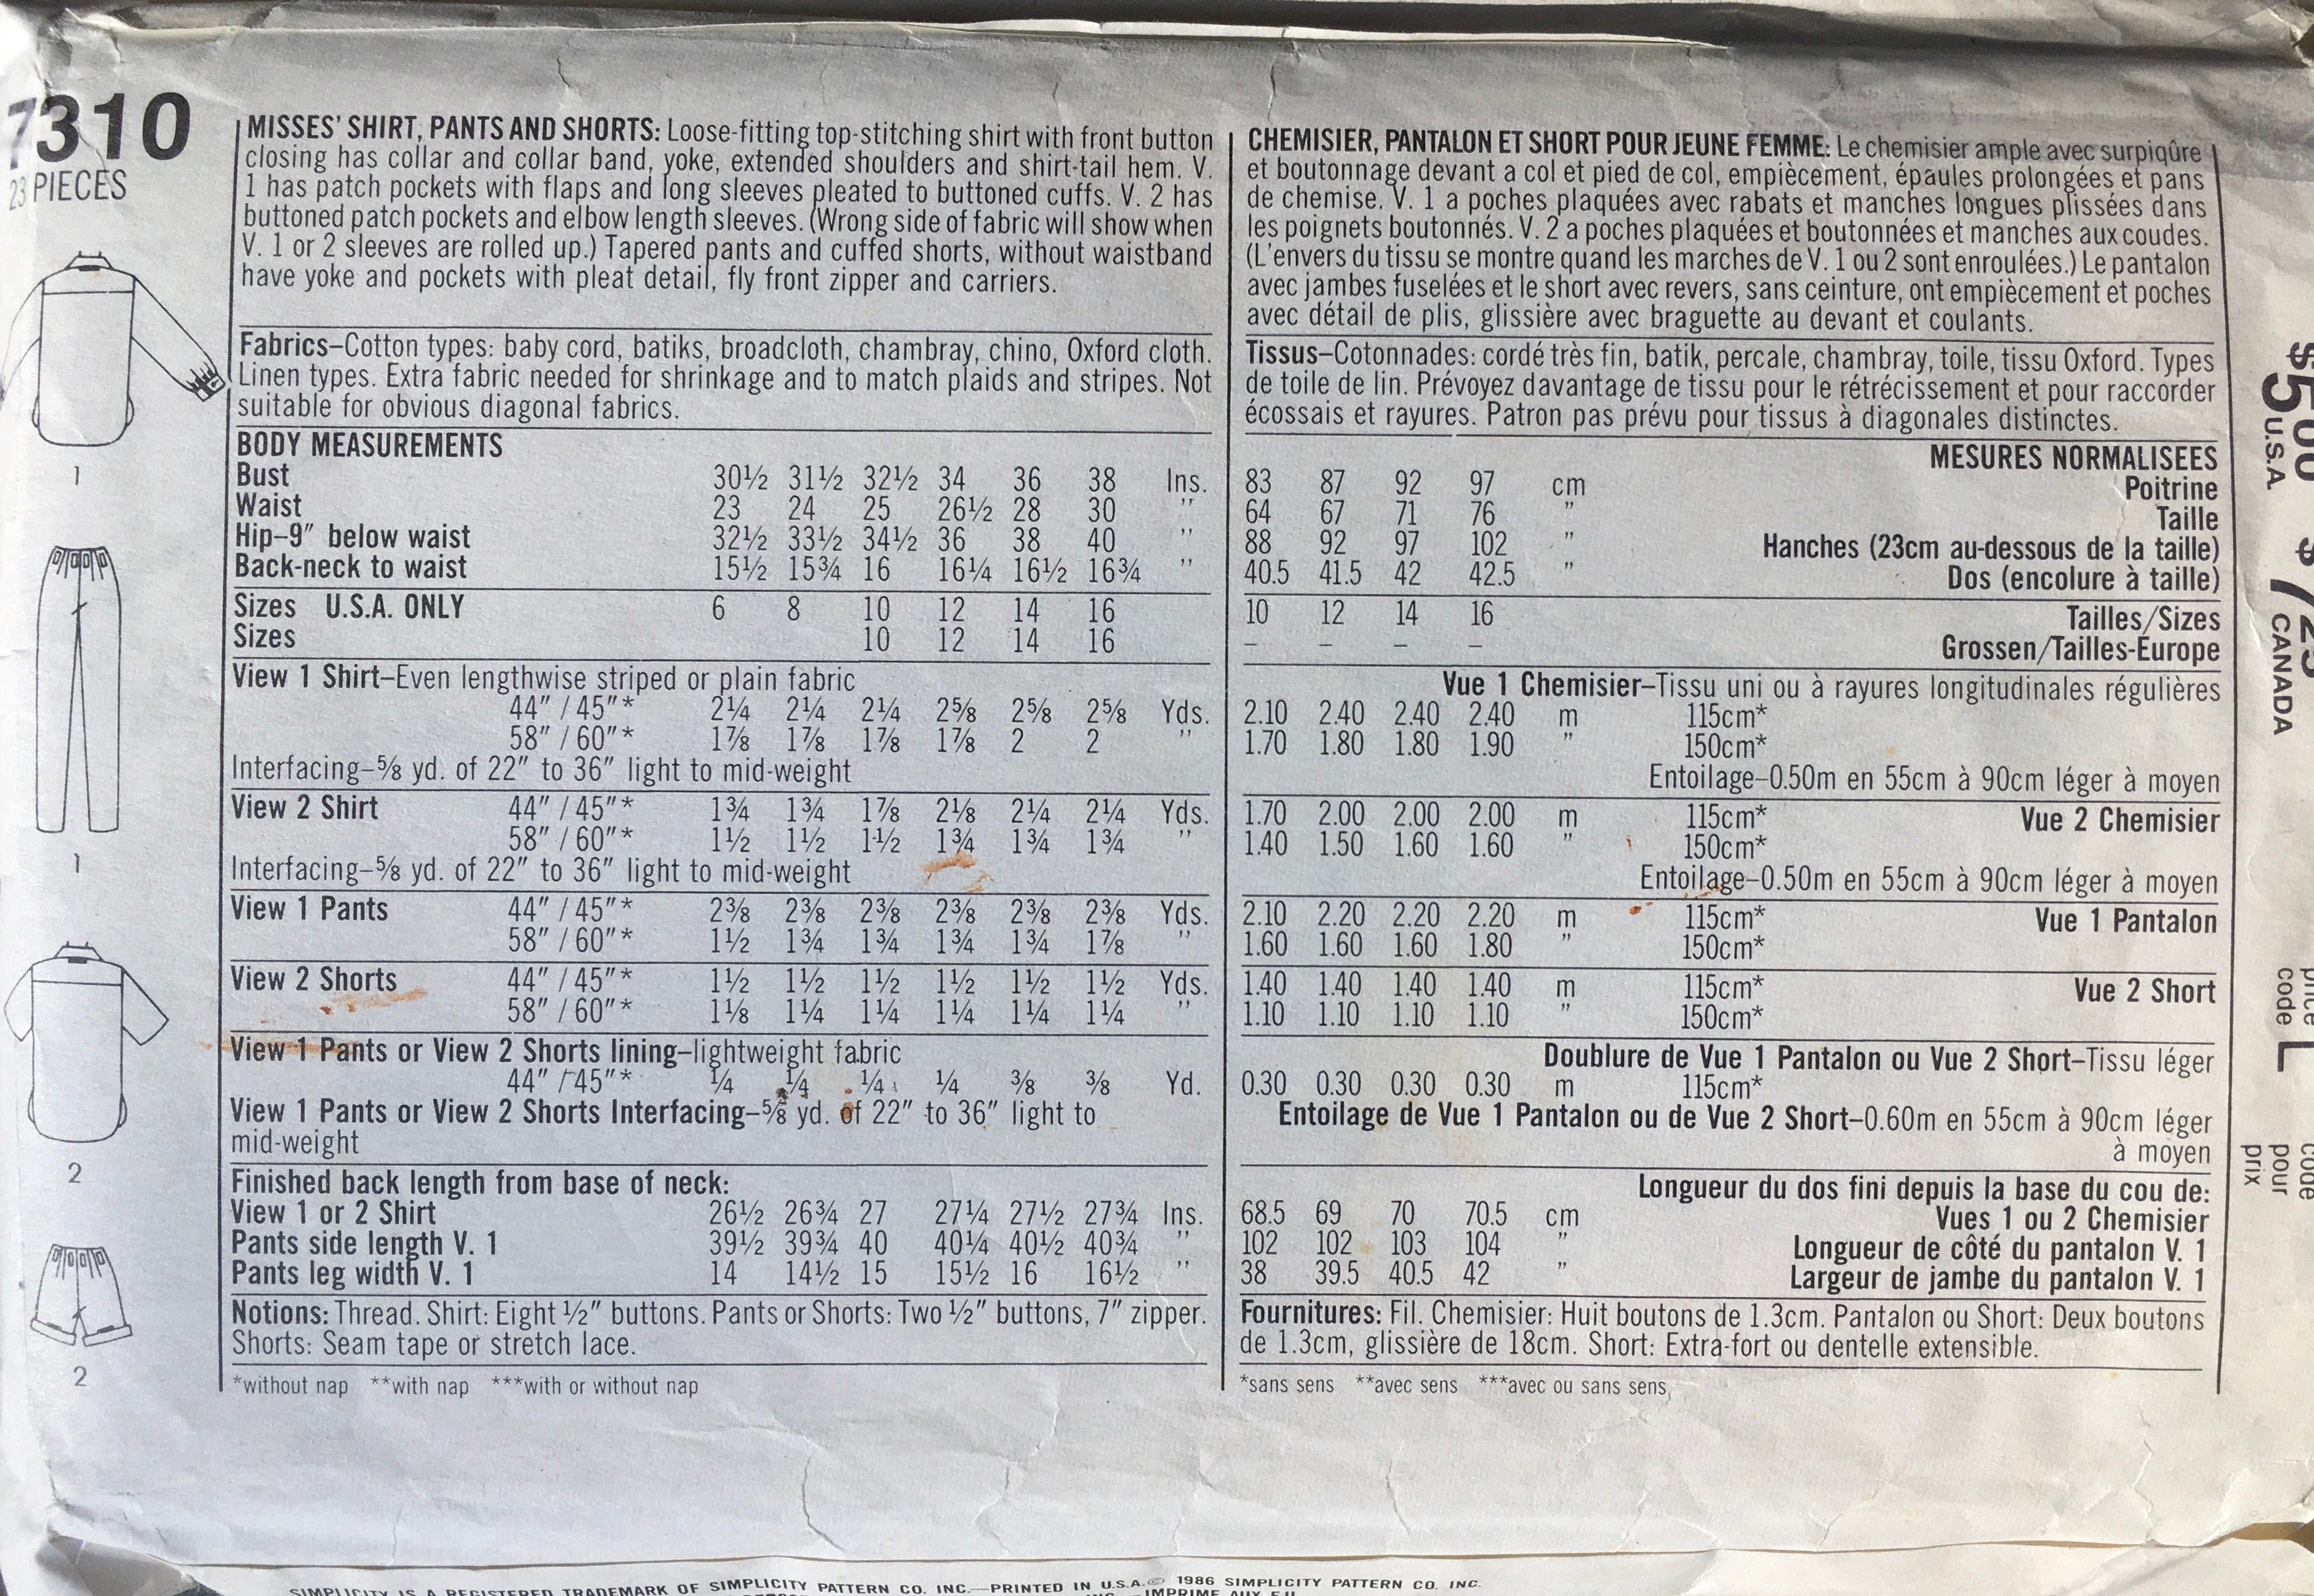 7310
23 PIECES
1
1
2
2
MISSES' SHIRT, PANTS AND SHORTS: Loose-fitting top-stitching shirt with front button
closing has collar and collar band, yoke, extended shoulders and shirt-tail hem. V.
1 has patch pockets with flaps and long sleeves pleated to buttoned cuffs. V. 2 has
buttoned patch pockets and elbow length sleeves. (Wrong side of fabric will show when
V. 1 or 2 sleeves are rolled up.) Tapered pants and cuffed shorts, without waistband
have yoke and pockets with pleat detail, fly front zipper and carriers.
Fabrics–Cotton types: baby cord, batiks, broadcloth, chambray, chino, Oxford cloth.
Linen types. Extra fabric needed for shrinkage and to match plaids and stripes. Not
suitable for obvious diagonal fabrics.
BODY MEASUREMENTS
Bust 30½ 31½ 32½ 34 36 38 Ins.
Waist 23 24 25 26½ 28 30 "
Hip–9" below waist 32½ 33½ 34½ 36 38 40 "
Back-neck to waist 15½ 15¾ 16 16¼ 16½ 16¾ "
Sizes U.S.A. ONLY 6 8 10 12 14 16
Sizes 10 12 14 16
View 1 Shirt–Even lengthwise striped or plain fabric
44" / 45"* 2¼ 2¼ 2¼ 2⅝ 2⅝ 2⅝ Yds.
58" / 60"* 1⅞ 1⅞ 1⅞ 1⅞ 2 2 "
Interfacing–⅝ yd. of 22" to 36" light to mid-weight
View 2 Shirt 44" / 45"* 1¾ 1¾ 1⅞ 2⅛ 2¼ 2¼ Yds.
58" / 60"* 1½ 1½ 1½ 1¾ 1¾ 1¾ "
Interfacing–⅝ yd. of 22" to 36" light to mid-weight
View 1 Pants 44" / 45"* 2⅜ 2⅜ 2⅜ 2⅜ 2⅜ 2⅜ Yds.
58" / 60"* 1½ 1¾ 1¾ 1¾ 1¾ 1⅞ "
View 2 Shorts 44" / 45"* 1½ 1½ 1½ 1½ 1½ 1½ Yds.
58" / 60"* 1⅛ 1¼ 1¼ 1¼ 1¼ 1¼ "
View 1 Pants or View 2 Shorts lining–lightweight fabric
44" / 45"* ¼ ¼ ¼ ¼ ⅜ ⅜ Yd.
View 1 Pants or View 2 Shorts Interfacing–⅝ yd. of 22" to 36" light to
mid-weight
Finished back length from base of neck:
View 1 or 2 Shirt 26½ 26¾ 27 27¼ 27½ 27¾ Ins.
Pants side length V. 1 39½ 39¾ 40 40¼ 40½ 40¾ "
Pants leg width V. 1 14 14½ 15 15½ 16 16½ "
Notions: Thread. Shirt: Eight ½" buttons. Pants or Shorts: Two ½" buttons, 7" zipper.
Shorts: Seam tape or stretch lace.
*without nap **with nap ***with or without nap
CHEMISIER, PANTALON ET SHORT POUR JEUNE FEMME: Le chemisier ample avec surpiqûre
et boutonnage devant a col et pied de col, empiècement, épaules prolongées et pans
de chemise. V. 1 a poches plaquées avec rabats et manches longues plissées dans
les poignets boutonnés. V. 2 a poches plaquées et boutonnées et manches aux coudes.
(L'envers du tissu se montre quand les marches de V. 1 ou 2 sont enroulées.) Le pantalon
avec jambes fuselées et le short avec revers, sans ceinture, ont empiècement et poches
avec détail de plis, glissière avec braguette au devant et coulants.
Tissus–Cotonnades: cordé très fin, batik, percale, chambray, toile, tissu Oxford. Types
de toile de lin. Prévoyez davantage de tissu pour le rétrécissement et pour raccorder
écossais et rayures. Patron pas prévu pour tissus à diagonales distinctes.
MESURES NORMALISEES
83 87 92 97 cm Poitrine
64 67 71 76 " Taille
88 92 97 102 " Hanches (23cm au-dessous de la taille)
40.5 41.5 42 42.5 " Dos (encolure à taille)
10 12 14 16 Tailles/Sizes
– – – – Grossen/Tailles-Europe
Vue 1 Chemisier–Tissu uni ou à rayures longitudinales régulières
2.10 2.40 2.40 2.40 m 115cm*
1.70 1.80 1.80 1.90 " 150cm*
Entoilage–0.50m en 55cm à 90cm léger à moyen
1.70 2.00 2.00 2.00 m 115cm* Vue 2 Chemisier
1.40 1.50 1.60 1.60 " 150cm*
Entoilage–0.50m en 55cm à 90cm léger à moyen
2.10 2.20 2.20 2.20 m 115cm* Vue 1 Pantalon
1.60 1.60 1.60 1.80 " 150cm*
1.40 1.40 1.40 1.40 m 115cm* Vue 2 Short
1.10 1.10 1.10 1.10 " 150cm*
Doublure de Vue 1 Pantalon ou Vue 2 Short–Tissu léger
0.30 0.30 0.30 0.30 m 115cm*
Entoilage de Vue 1 Pantalon ou de Vue 2 Short–0.60m en 55cm à 90cm léger
à moyen
Longueur du dos fini depuis la base du cou de:
68.5 69 70 70.5 cm Vues 1 ou 2 Chemisier
102 102 103 104 " Longueur de côté du pantalon V. 1
38 39.5 40.5 42 " Largeur de jambe du pantalon V. 1
Fournitures: Fil. Chemisier: Huit boutons de 1.3cm. Pantalon ou Short: Deux boutons
de 1.3cm, glissière de 18cm. Short: Extra-fort ou dentelle extensible.
*sans sens **avec sens ***avec ou sans sens
$5.00 $7.25
U.S.A. CANADA
price
code L
code
pour
prix
SIMPLICITY IS A REGISTERED TRADEMARK OF SIMPLICITY PATTERN CO. INC.—PRINTED IN U.S.A. © 1986 SIMPLICITY PATTERN CO. INC.